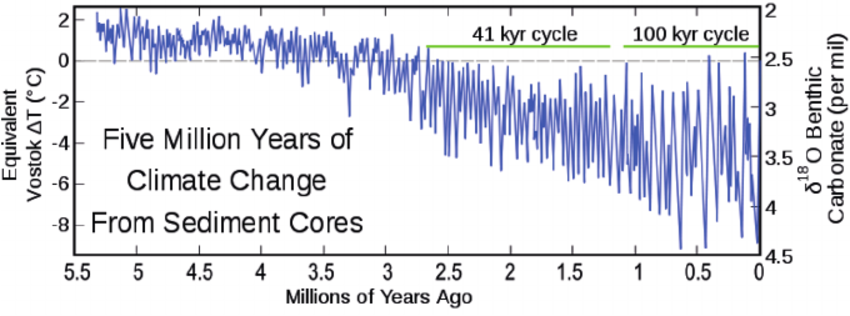 41 kyr cycle
100 kyr cycle
Five Million Years of
Climate Change
From Sediment Cores
Equivalent
Vostok ΔT (°C)
2
0
-2
-4
-6
-8
δ18 O Benthic
Carbonate (per mil)
2
2.5
3
3.5
4
4.5
5.5
5
4.5
4
3.5
3
2.5
2
1.5
1
0.5
0
Millions of Years Ago